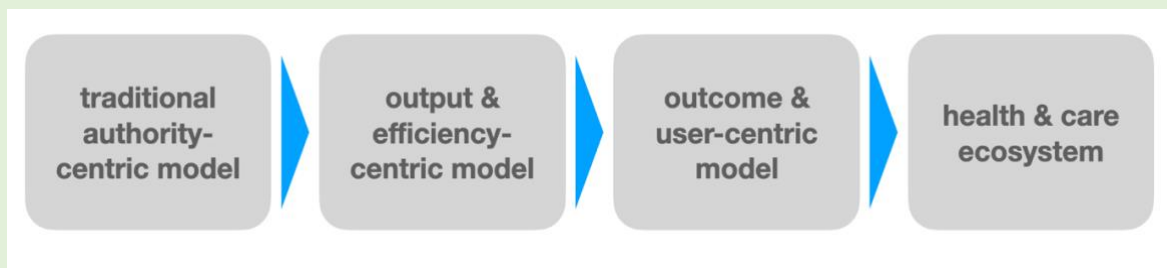 traditional
authority-
centric model
output &
efficiency-
centric model
outcome &
user-centric
model
health & care
ecosystem